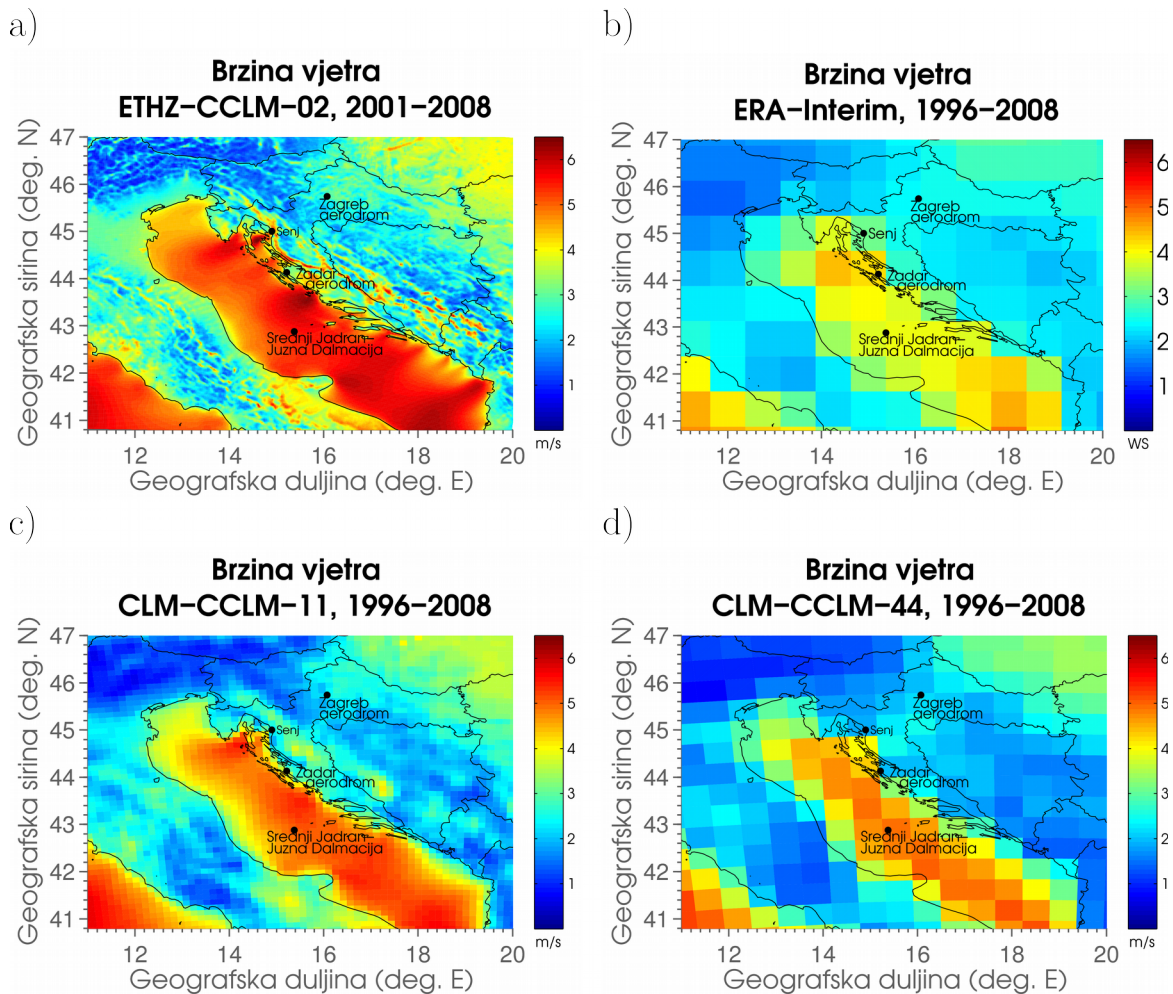 a)
Brzina vjetra
ETHZ–CCLM–02, 2001–2008
Geografska sirina (deg. N)
47
46
45
44
43
42
41
12
14
16
18
20
Geografska duljina (deg. E)
Zagreb
aerodrom
Senj
Zadar
aerodrom
Srednji Jadran–
Juzna Dalmacija
6
5
4
3
2
1
m/s
b)
Brzina vjetra
ERA–Interim, 1996–2008
Geografska sirina (deg. N)
47
46
45
44
43
42
41
12
14
16
18
20
Geografska duljina (deg. E)
Zagreb
aerodrom
Senj
Zadar
aerodrom
Srednji Jadran–
Juzna Dalmacija
6
5
4
3
2
1
WS
c)
Brzina vjetra
CLM–CCLM–11, 1996–2008
Geografska sirina (deg. N)
47
46
45
44
43
42
41
12
14
16
18
20
Geografska duljina (deg. E)
Zagreb
aerodrom
Senj
Zadar
aerodrom
Srednji Jadran–
Juzna Dalmacija
6
5
4
3
2
1
m/s
d)
Brzina vjetra
CLM–CCLM–44, 1996–2008
Geografska sirina (deg. N)
47
46
45
44
43
42
41
12
14
16
18
20
Geografska duljina (deg. E)
Zagreb
aerodrom
Senj
Zadar
aerodrom
Srednji Jadran–
Juzna Dalmacija
6
5
4
3
2
1
m/s